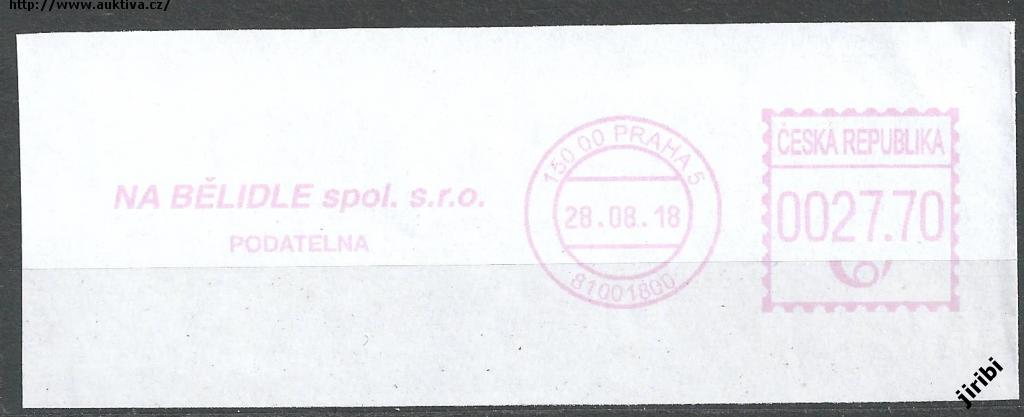 http://www.auktiva.cz/
NA BĚLIDLE spol. s.r.o.
PODATELNA
150 00 PRAHA 5
28.08.18
81001800
ČESKÁ REPUBLIKA
0027.70
jiribi